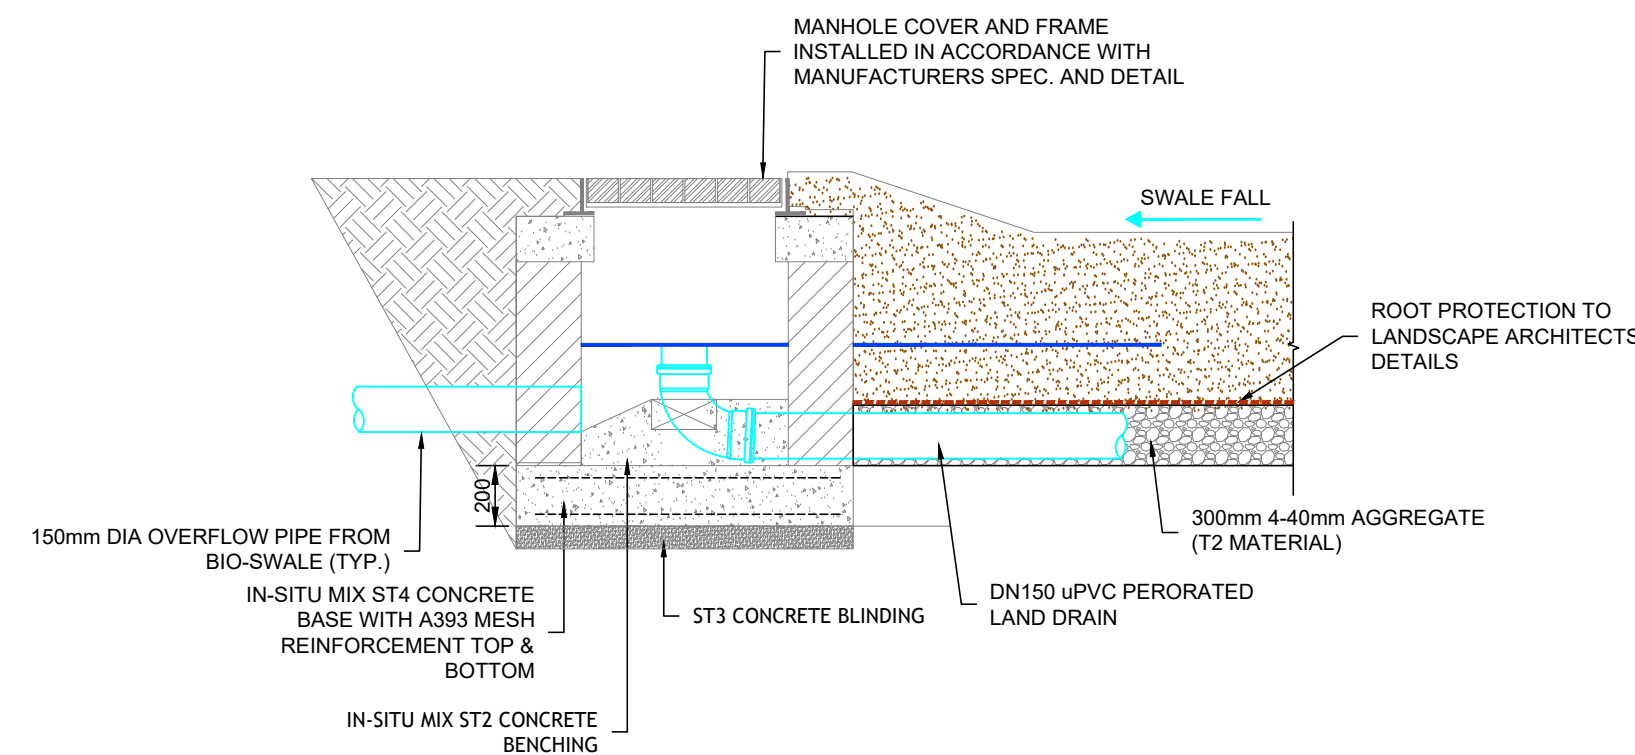 MANHOLE COVER AND FRAME
INSTALLED IN ACCORDANCE WITH
MANUFACTURERS SPEC. AND DETAIL
SWALE FALL
ROOT PROTECTION TO
LANDSCAPE ARCHITECTS
DETAILS
200
150mm DIA OVERFLOW PIPE FROM
BIO-SWALE (TYP.)
300mm 4-40mm AGGREGATE
(T2 MATERIAL)
IN-SITU MIX ST4 CONCRETE
BASE WITH A393 MESH
REINFORCEMENT TOP &
BOTTOM
ST3 CONCRETE BLINDING
DN150 uPVC PERORATED
LAND DRAIN
IN-SITU MIX ST2 CONCRETE
BENCHING